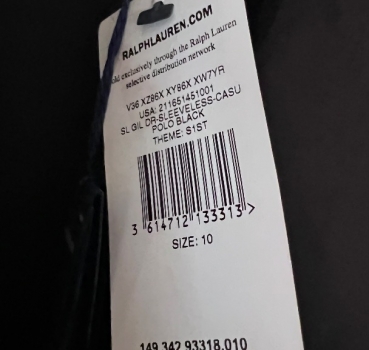 RALPHLAUREN.COM
exclusively through the Ralph Lauren
selective distribution network
V36 XZ86X XY86X XW7YR
USA: 211651451001
SL GIL DR-SLEEVELESS-CASU
POLO BLACK
THEME: S1ST
3 614712 133313 >
SIZE: 10
149 342 93318.010